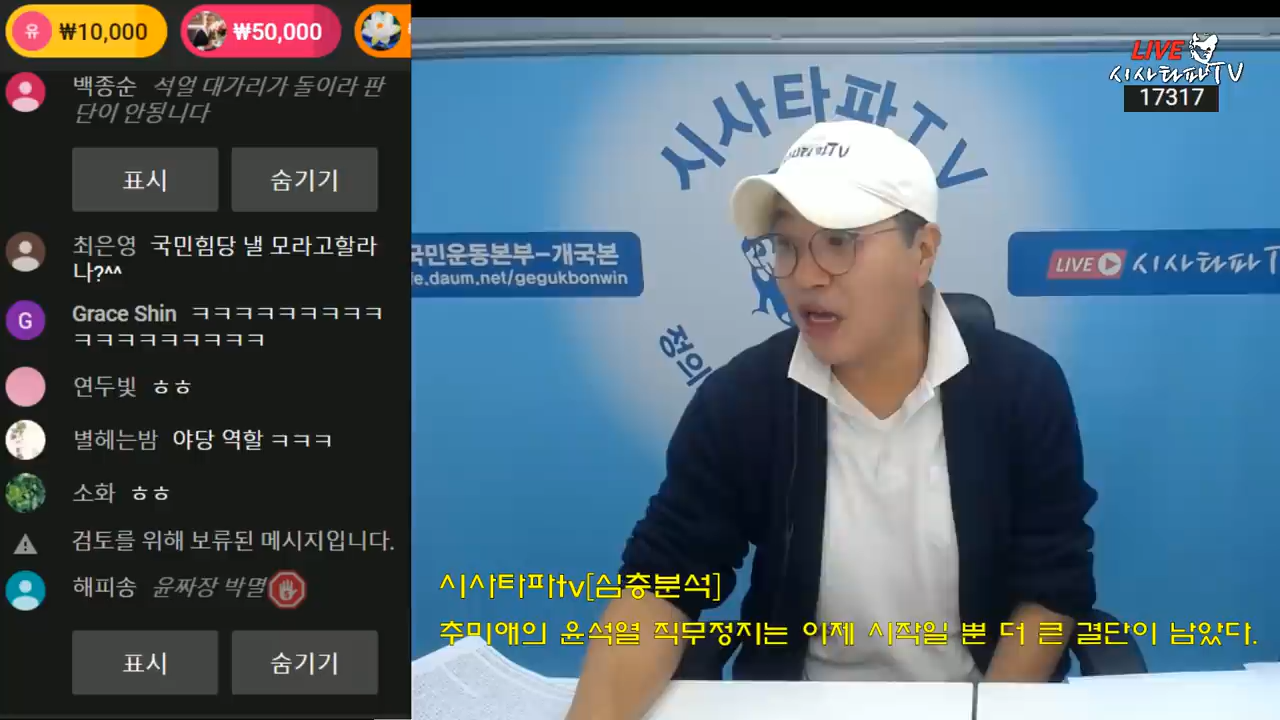 유 ₩10,000 ₩50,000
백종순 석얼 대가리가 돌이라 판
단이 안됭니다
표시 숨기기
최은영 국민힘당 낼 모라고할라
나?^^
G Grace Shin ㅋㅋㅋㅋㅋㅋㅋㅋㅋ
ㅋㅋㅋㅋㅋㅋㅋㅋㅋ
연두빛 ㅎㅎ
별헤는밤 야당 역할 ㅋㅋㅋ
소화 ㅎㅎ
검토를 위해 보류된 메시지입니다.
해피송 윤짜장 박멸
표시 숨기기
LIVE
시사타파TV
17317
시사타파TV
국민운동본부-개국본
fe.daum.net/gegukbonwin
LIVE 시사타파T
정의
시사타파tv[심층분석]
추미애의 윤석열 직무정지는 이제 시작일 뿐 더 큰 결단이 남았다.